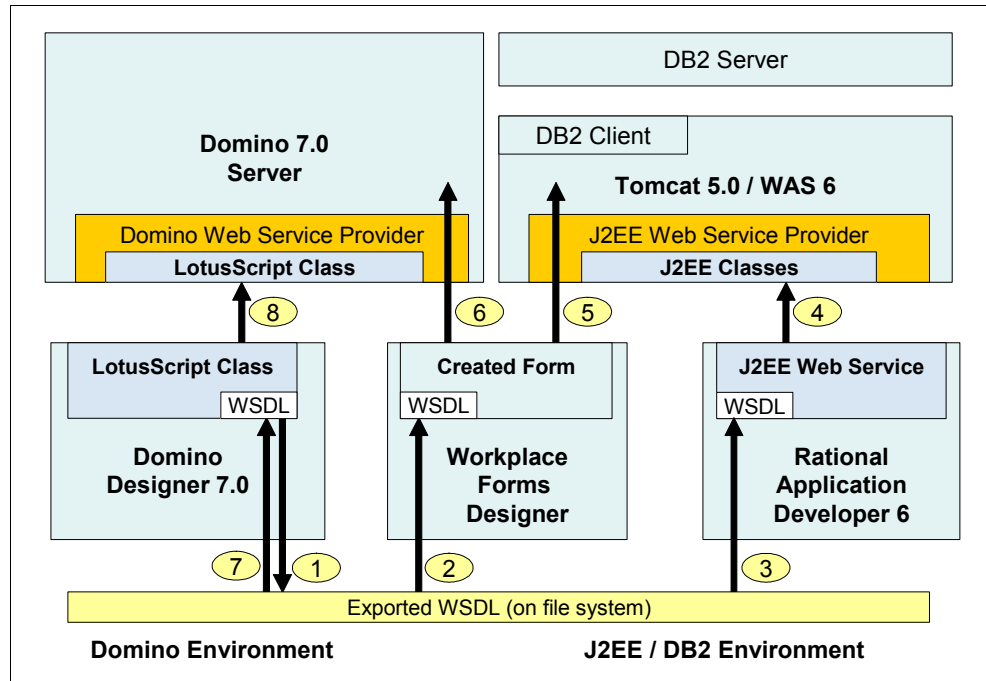 DB2 Server
Domino 7.0
Server
DB2 Client
Tomcat 5.0 / WAS 6
Domino Web Service Provider
LotusScript Class
J2EE Web Service Provider
J2EE Classes
8
6
5
4
LotusScript Class
WSDL
Domino
Designer 7.0
Created Form
WSDL
Workplace
Forms
Designer
J2EE Web Service
WSDL
Rational
Application
Developer 6
7
1
2
3
Exported WSDL (on file system)
Domino Environment
J2EE / DB2 Environment